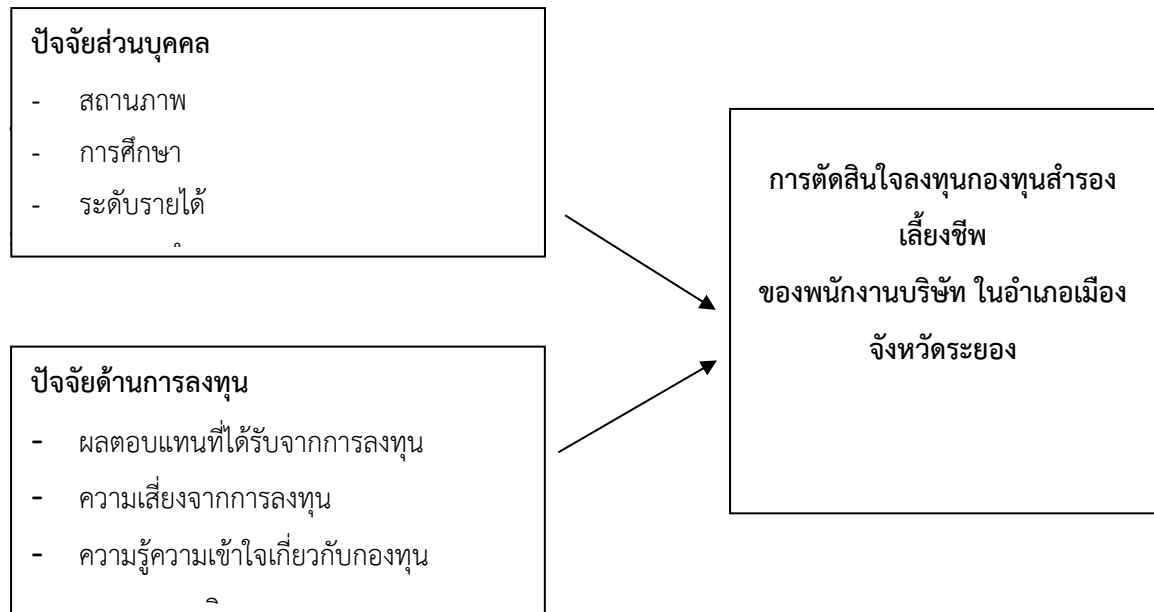 ปัจจัยส่วนบุคคล
- สถานภาพ
- การศึกษา
- ระดับรายได้
ปัจจัยด้านการลงทุน
- ผลตอบแทนที่ได้รับจากการลงทุน
- ความเสี่ยงจากการลงทุน
- ความรู้ความเข้าใจเกี่ยวกับกองทุน
การตัดสินใจลงทุนกองทุนสำรอง
เลี้ยงชีพ
ของพนักงานบริษัท ในอำเภอเมือง
จังหวัดระยอง